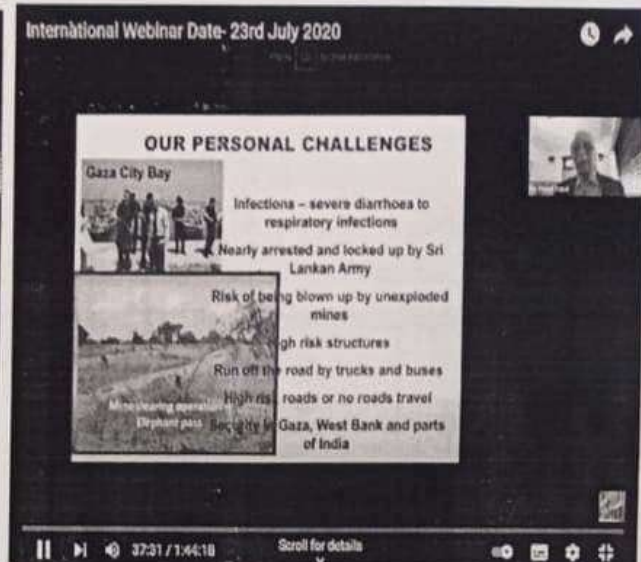 International Webinar Date- 23rd July 2020
OUR PERSONAL CHALLENGES
Gaza City Bay
Infections – severe diarrhoea to
respiratory infections
Nearly arrested and locked up by Sri
Lankan Army
Risk of being blown up by unexploded
mines
gh risk structures
Run off the road by trucks and buses
High risk roads or no roads travel
Mine clearing operation
Elephant pass
Security in Gaza, West Bank and parts
of India
37:31 / 1:44:18
Scroll for details